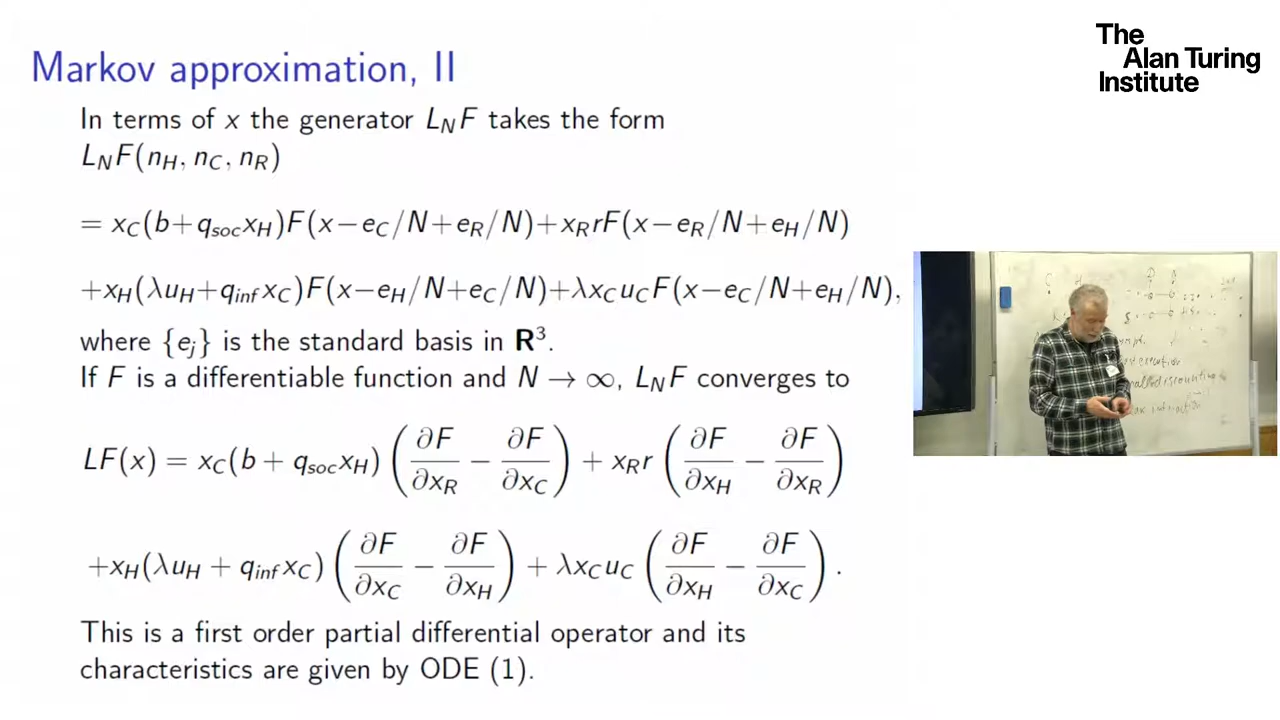 The
Alan Turing
Institute
Markov approximation, II
In terms of x the generator L_N F takes the form
L_N F(n_H, n_C, n_R)
= x_C(b+q_soc x_H)F(x−e_C/N+e_R/N)+x_R rF(x−e_R/N+e_H/N)
+x_H(λu_H+q_inf x_C)F(x−e_H/N+e_C/N)+λx_C u_C F(x−e_C/N+e_H/N),
where {e_j} is the standard basis in R³.
If F is a differentiable function and N → ∞, L_N F converges to
LF(x) = x_C(b + q_soc x_H) (∂F/∂x_R − ∂F/∂x_C) + x_R r (∂F/∂x_H − ∂F/∂x_R)
+x_H(λu_H + q_inf x_C) (∂F/∂x_C − ∂F/∂x_H) + λx_C u_C (∂F/∂x_H − ∂F/∂x_C).
This is a first order partial differential operator and its
characteristics are given by ODE (1).